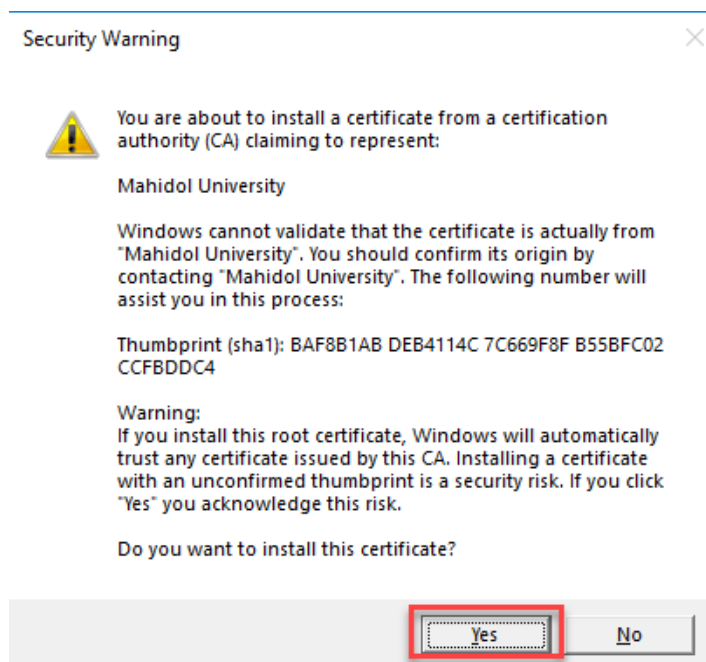 Security Warning
You are about to install a certificate from a certification
authority (CA) claiming to represent:
Mahidol University
Windows cannot validate that the certificate is actually from
"Mahidol University". You should confirm its origin by
contacting "Mahidol University". The following number will
assist you in this process:
Thumbprint (sha1): BAF8B1AB DEB4114C 7C669F8F B55BFC02
CCFBDDC4
Warning:
If you install this root certificate, Windows will automatically
trust any certificate issued by this CA. Installing a certificate
with an unconfirmed thumbprint is a security risk. If you click
"Yes" you acknowledge this risk.
Do you want to install this certificate?
Yes
No